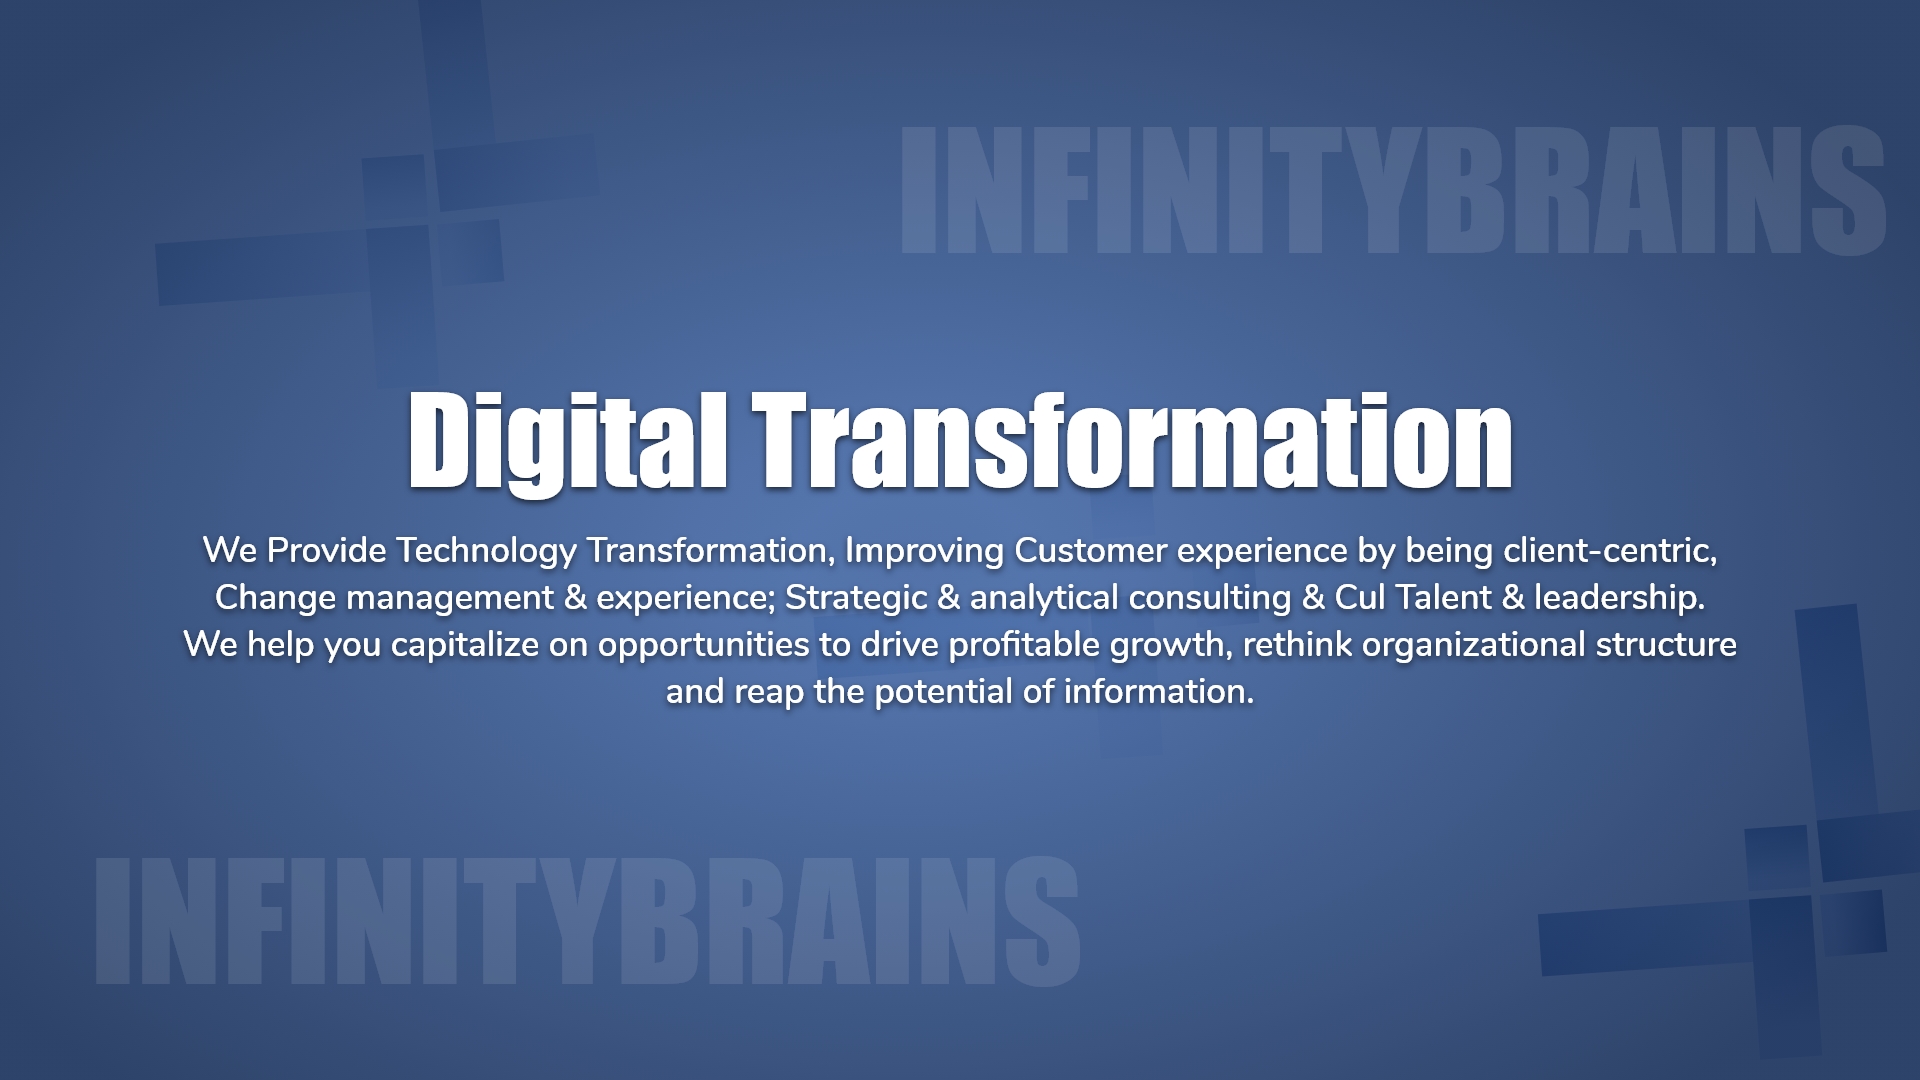 INFINITYBRAINS
Digital Transformation
We Provide Technology Transformation, Improving Customer experience by being client-centric,
Change management & experience; Strategic & analytical consulting & Cul Talent & leadership.
We help you capitalize on opportunities to drive profitable growth, rethink organizational structure
and reap the potential of information.
INFINITYBRAINS